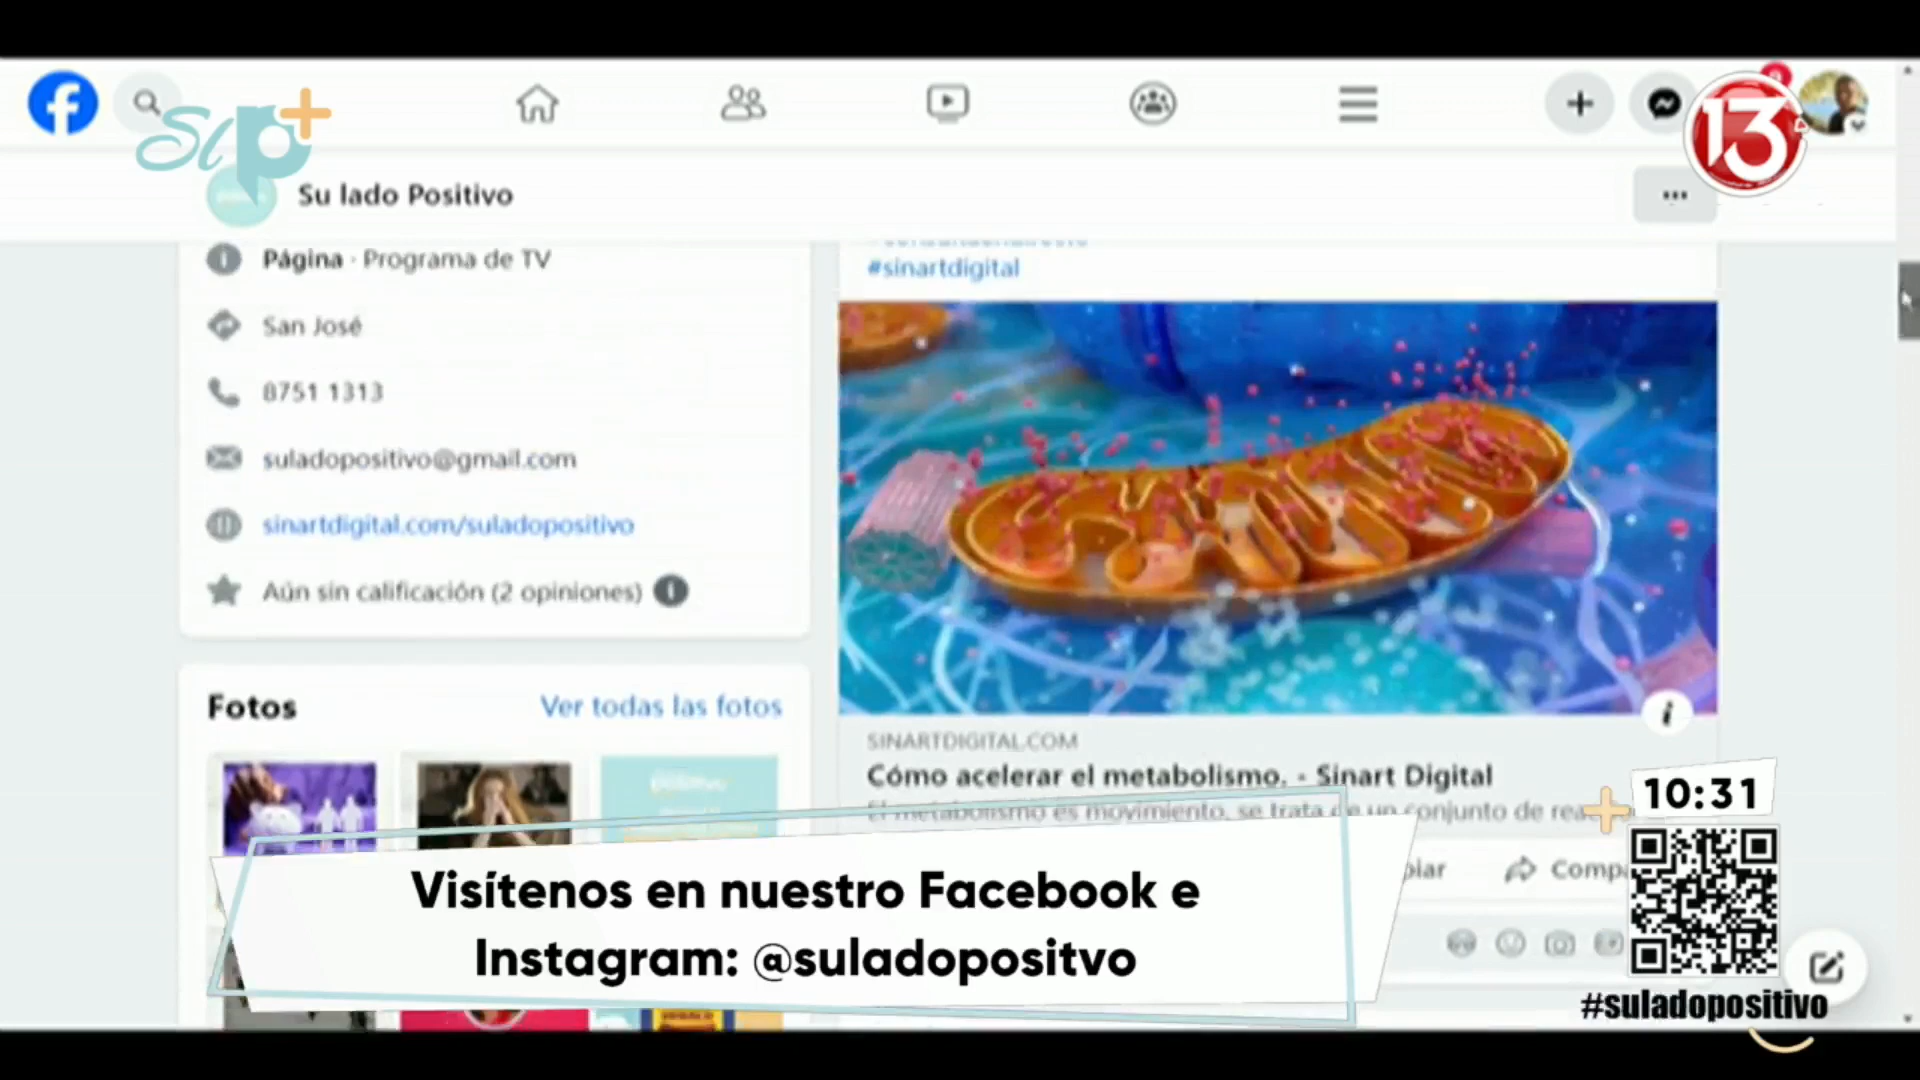 Slp+
13
Su lado Positivo
Página · Programa de TV
San José
8751 1313
suladopositivo@gmail.com
sinartdigital.com/suladopositivo
Aún sin calificación (2 opiniones)
Fotos
Ver todas las fotos
#sinartdigital
SINARTDIGITAL.COM
Cómo acelerar el metabolismo. - Sinart Digital
El metabolismo es movimiento, se trata de un conjunto de rea
Compa
10:31
Visítenos en nuestro Facebook e
Instagram: @suladopositvo
#suladopositivo